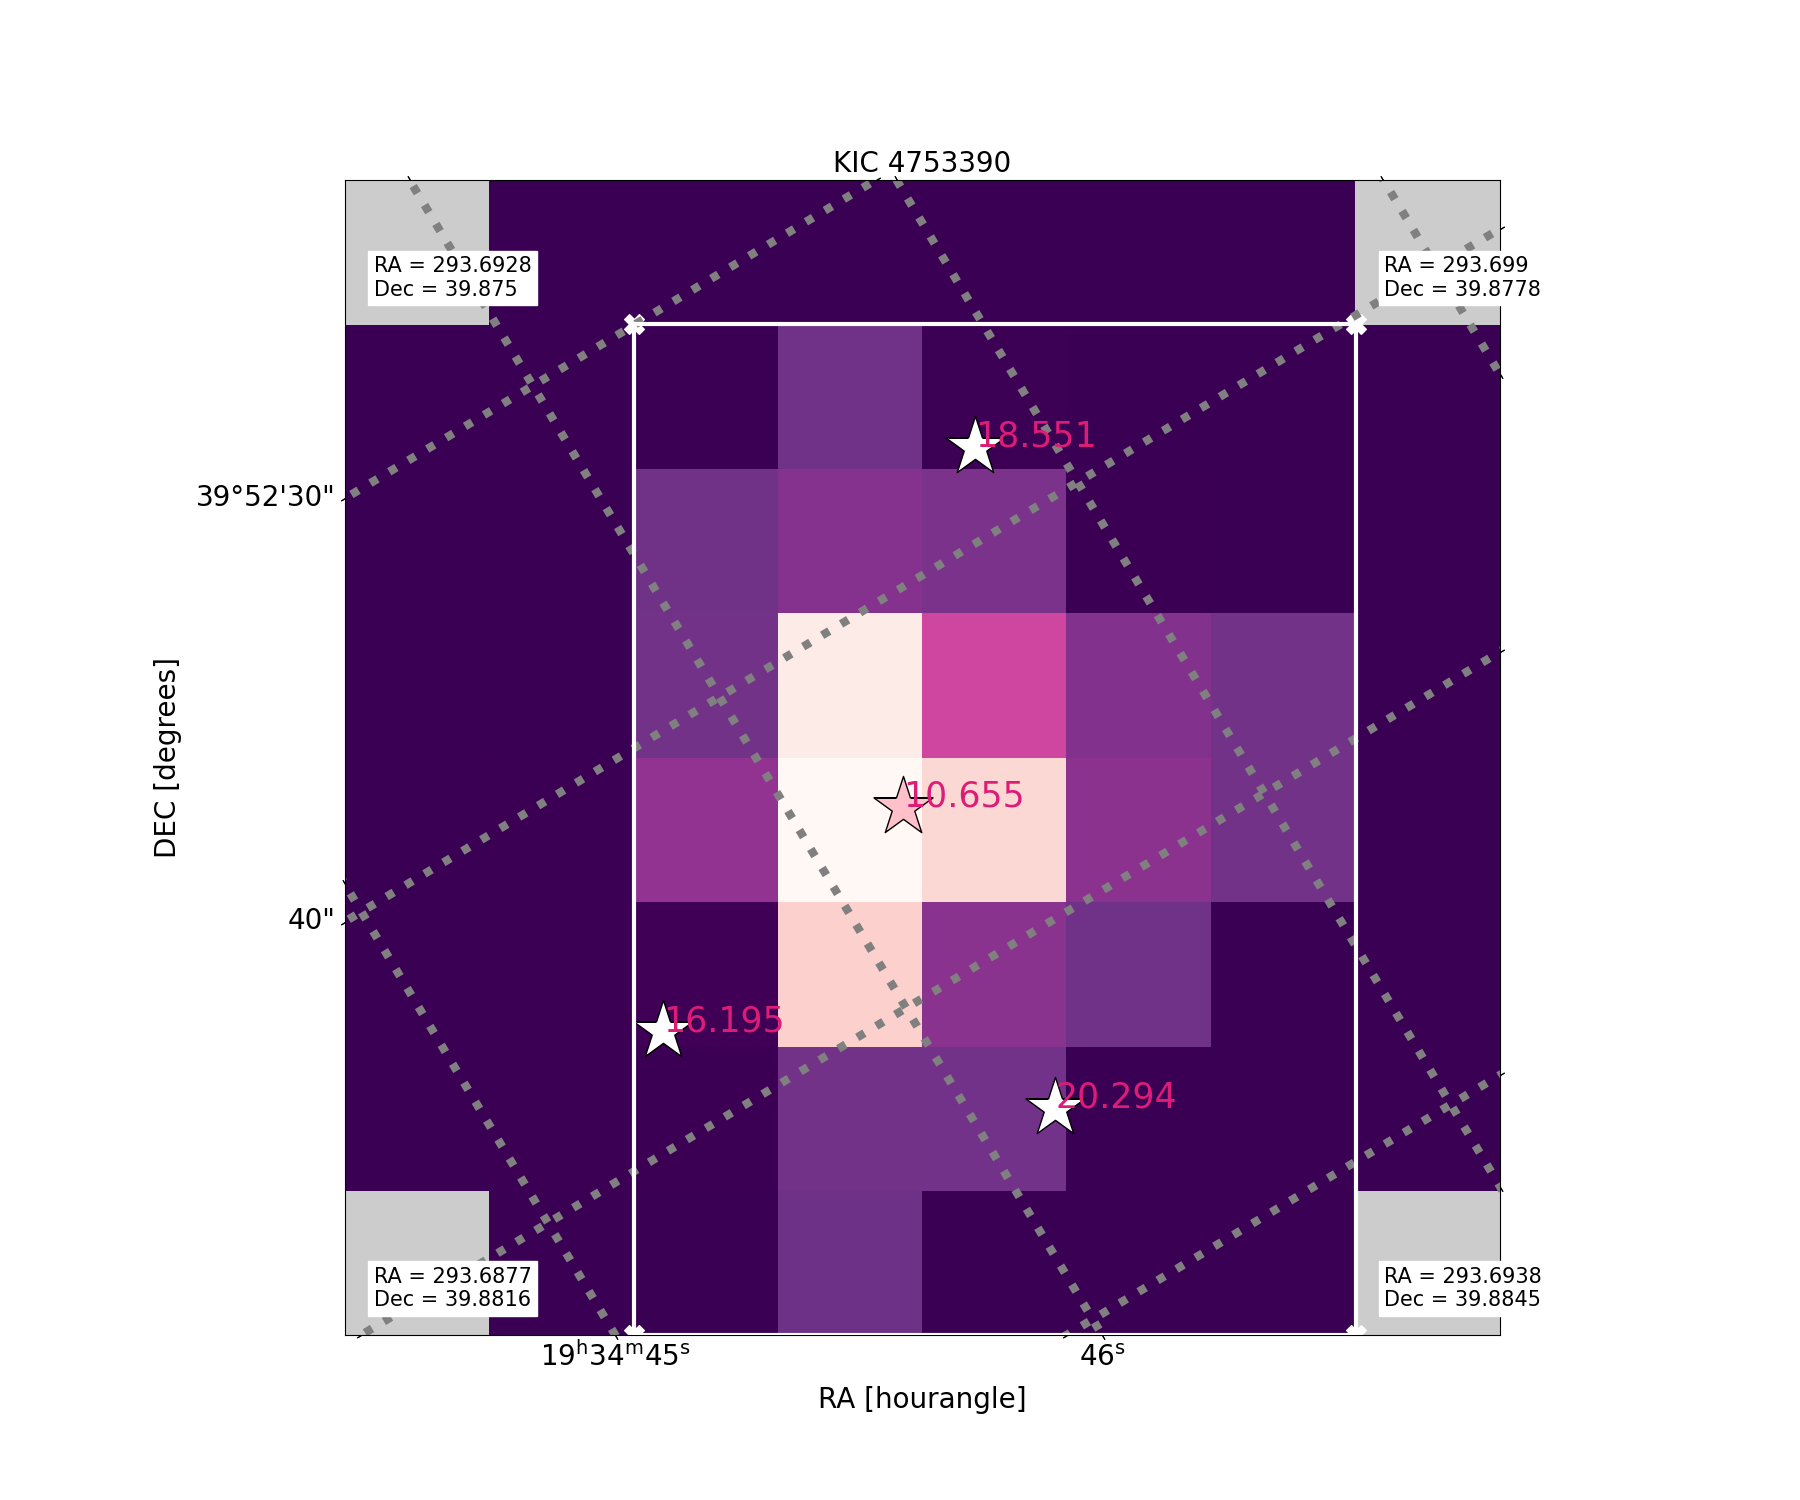 KIC 4753390
RA = 293.6928
Dec = 39.875
RA = 293.699
Dec = 39.8778
18.551
39°52'30"
10.655
40"
16.195
20.294
RA = 293.6877
Dec = 39.8816
RA = 293.6938
Dec = 39.8845
19ʰ34ᵐ45ˢ
46ˢ
RA [hourangle]
DEC [degrees]